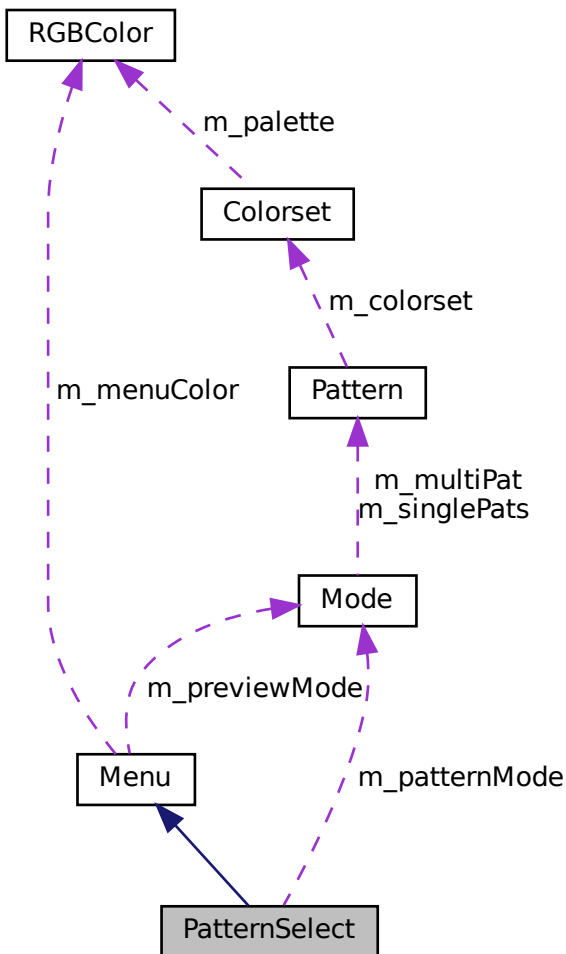 RGBColor
m_palette
Colorset
m_colorset
m_menuColor
Pattern
m_multiPat
m_singlePats
Mode
m_previewMode
Menu
m_patternMode
PatternSelect